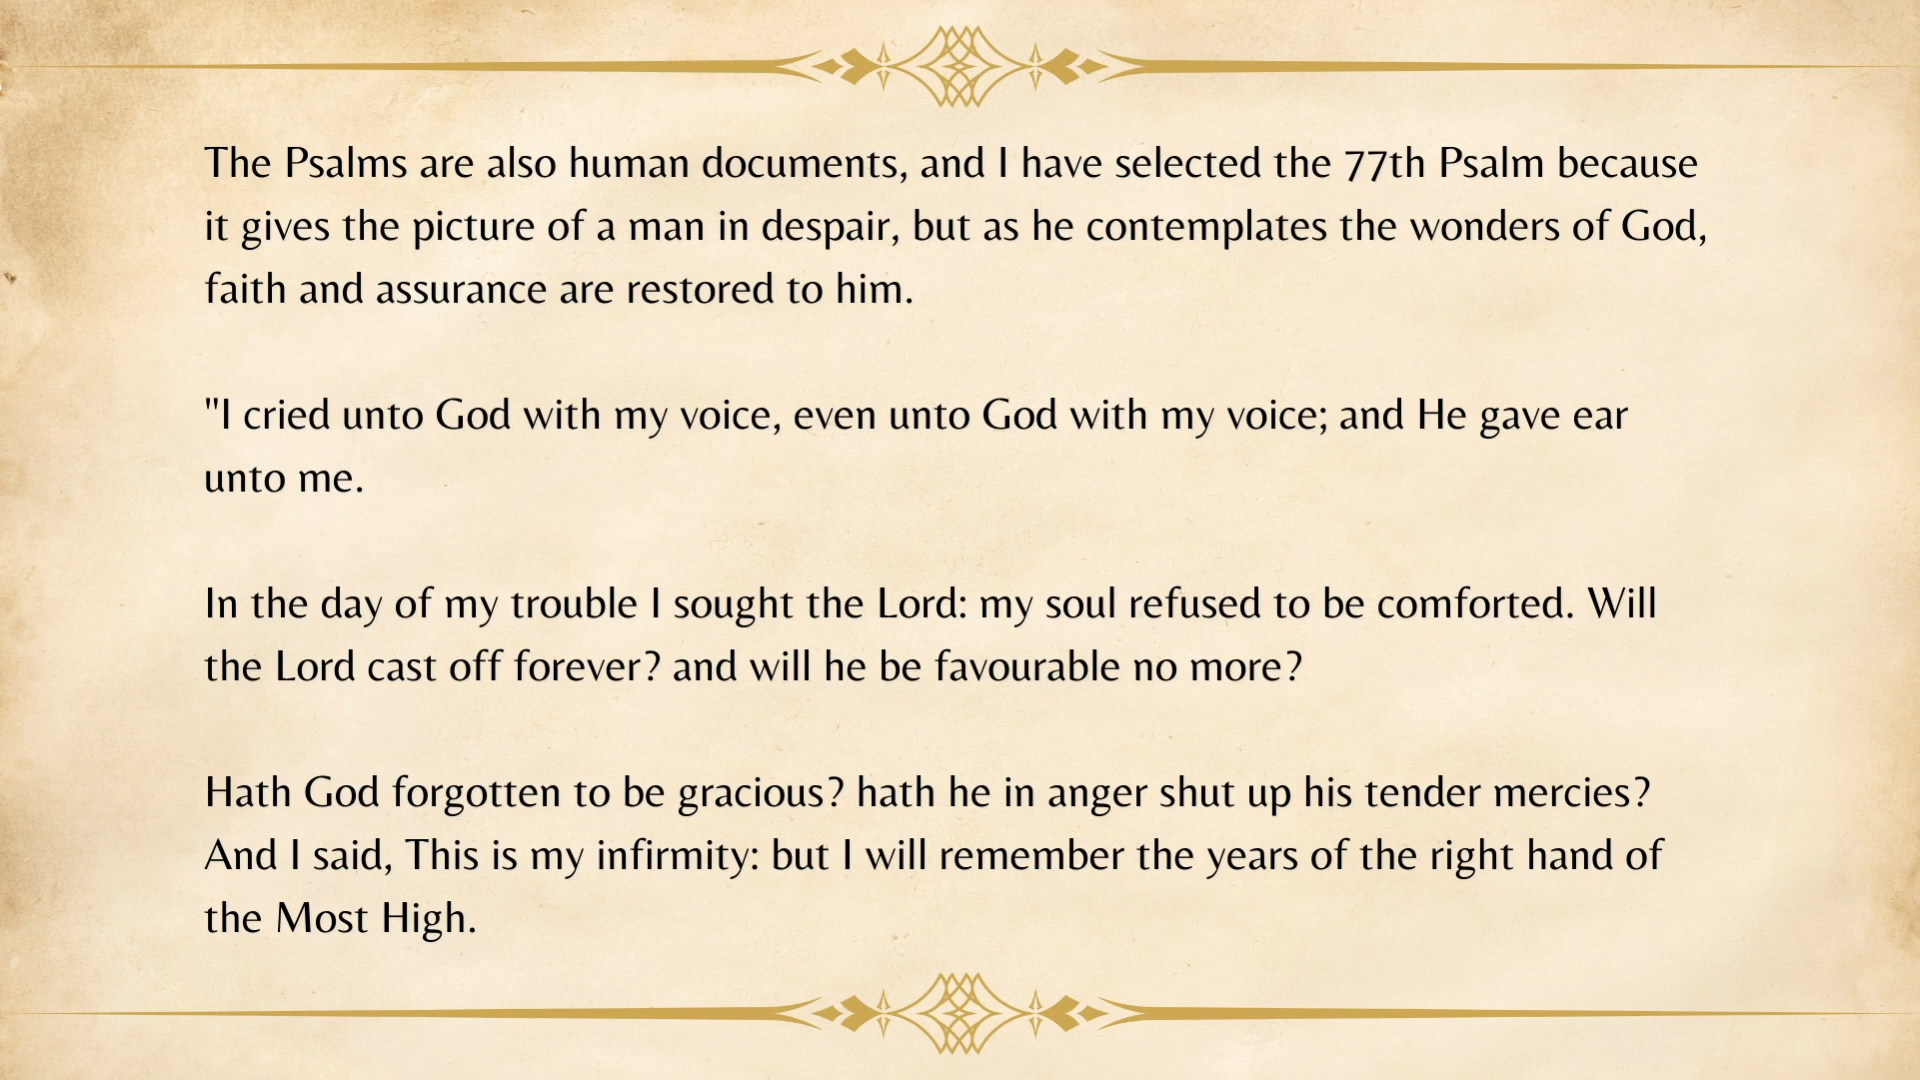 The Psalms are also human documents, and I have selected the 77th Psalm because
it gives the picture of a man in despair, but as he contemplates the wonders of God,
faith and assurance are restored to him.
"I cried unto God with my voice, even unto God with my voice; and He gave ear
unto me.
In the day of my trouble I sought the Lord: my soul refused to be comforted. Will
the Lord cast off forever? and will he be favourable no more?
Hath God forgotten to be gracious? hath he in anger shut up his tender mercies?
And I said, This is my infirmity: but I will remember the years of the right hand of
the Most High.